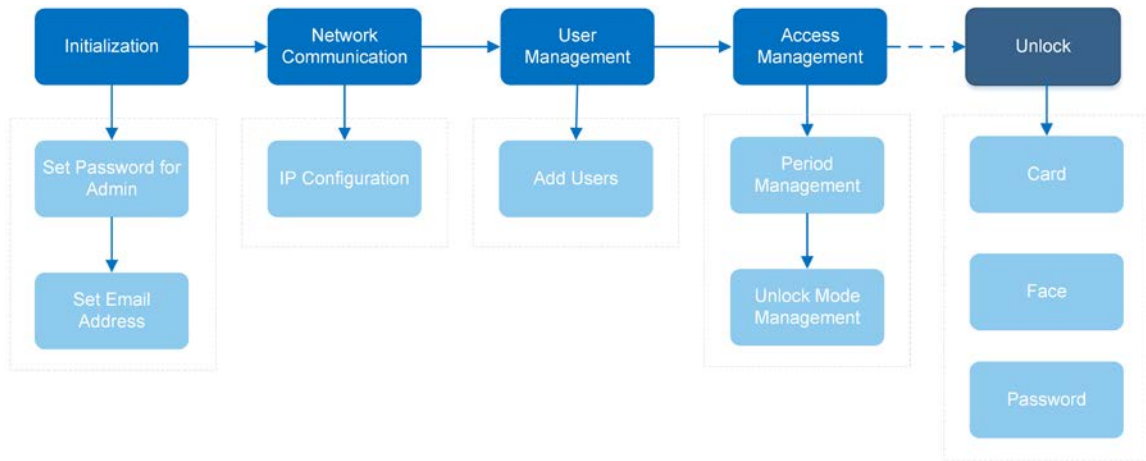 Initialization
Network
Communication
User
Management
Access
Management
Unlock
Set Password for
Admin
IP Configuration
Add Users
Period
Management
Card
Set Email
Address
Unlock Mode
Management
Face
Password